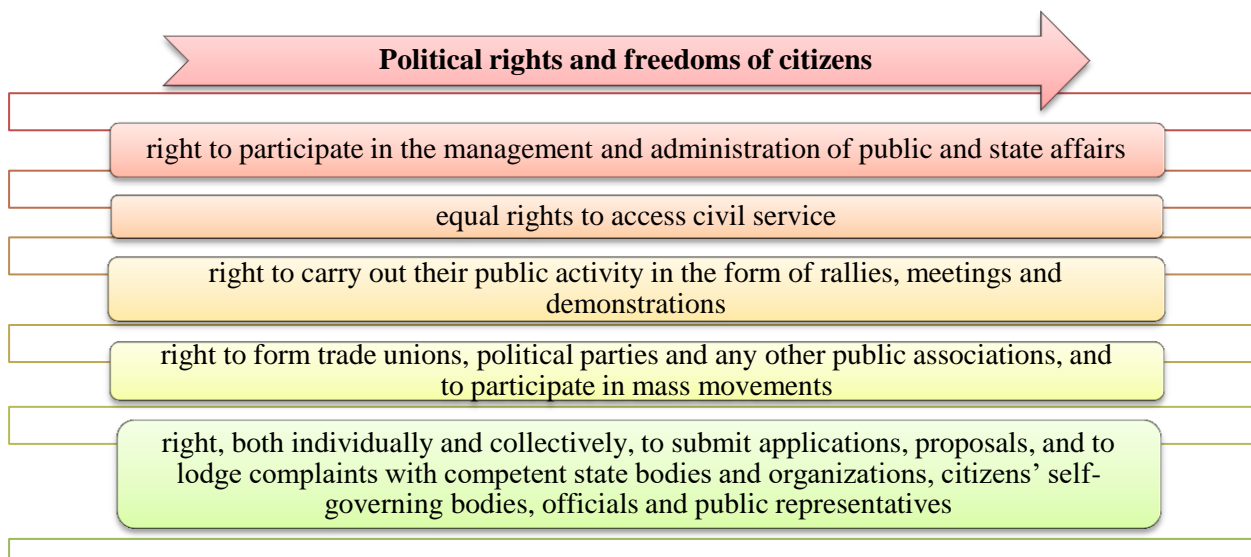 Political rights and freedoms of citizens
right to participate in the management and administration of public and state affairs
equal rights to access civil service
right to carry out their public activity in the form of rallies, meetings and
demonstrations
right to form trade unions, political parties and any other public associations, and
to participate in mass movements
right, both individually and collectively, to submit applications, proposals, and to
lodge complaints with competent state bodies and organizations, citizens’ self-
governing bodies, officials and public representatives